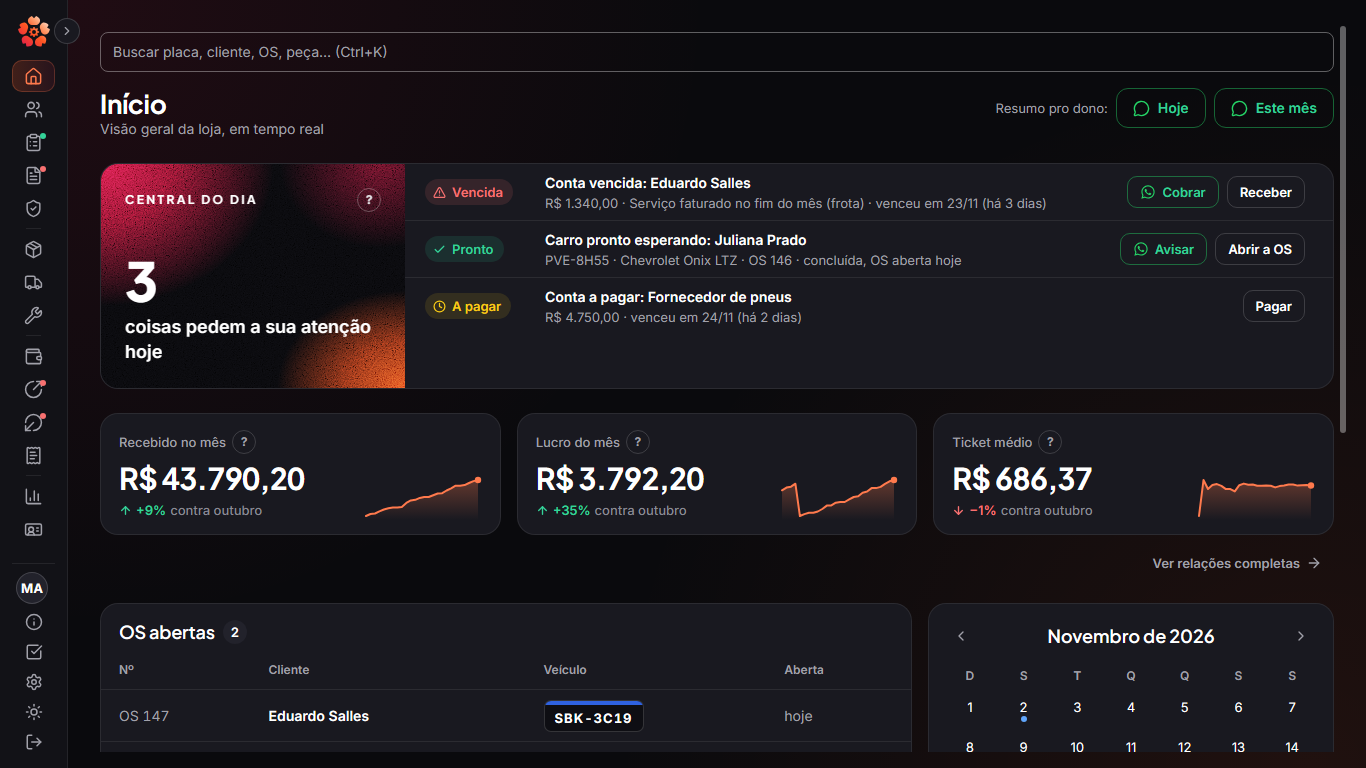 Buscar placa, cliente, OS, peça... (Ctrl+K)
Início
Visão geral da loja, em tempo real
Resumo pro dono:
Hoje
Este mês
CENTRAL DO DIA
?
3
coisas pedem a sua atenção
hoje
Vencida
Conta vencida: Eduardo Salles
R$ 1.340,00 · Serviço faturado no fim do mês (frota) · venceu em 23/11 (há 3 dias)
Cobrar
Receber
Pronto
Carro pronto esperando: Juliana Prado
PVE-8H55 · Chevrolet Onix LTZ · OS 146 · concluída, OS aberta hoje
Avisar
Abrir a OS
A pagar
Conta a pagar: Fornecedor de pneus
R$ 4.750,00 · venceu em 24/11 (há 2 dias)
Pagar
Recebido no mês ?
R$ 43.790,20
+9% contra outubro
Lucro do mês ?
R$ 3.792,20
+35% contra outubro
Ticket médio ?
R$ 686,37
−1% contra outubro
Ver relações completas
OS abertas 2
Nº Cliente Veículo Aberta
OS 147 Eduardo Salles SBK-3C19 hoje
Novembro de 2026
D S T Q Q S S
1 2 3 4 5 6 7
8 9 10 11 12 13 14
MA